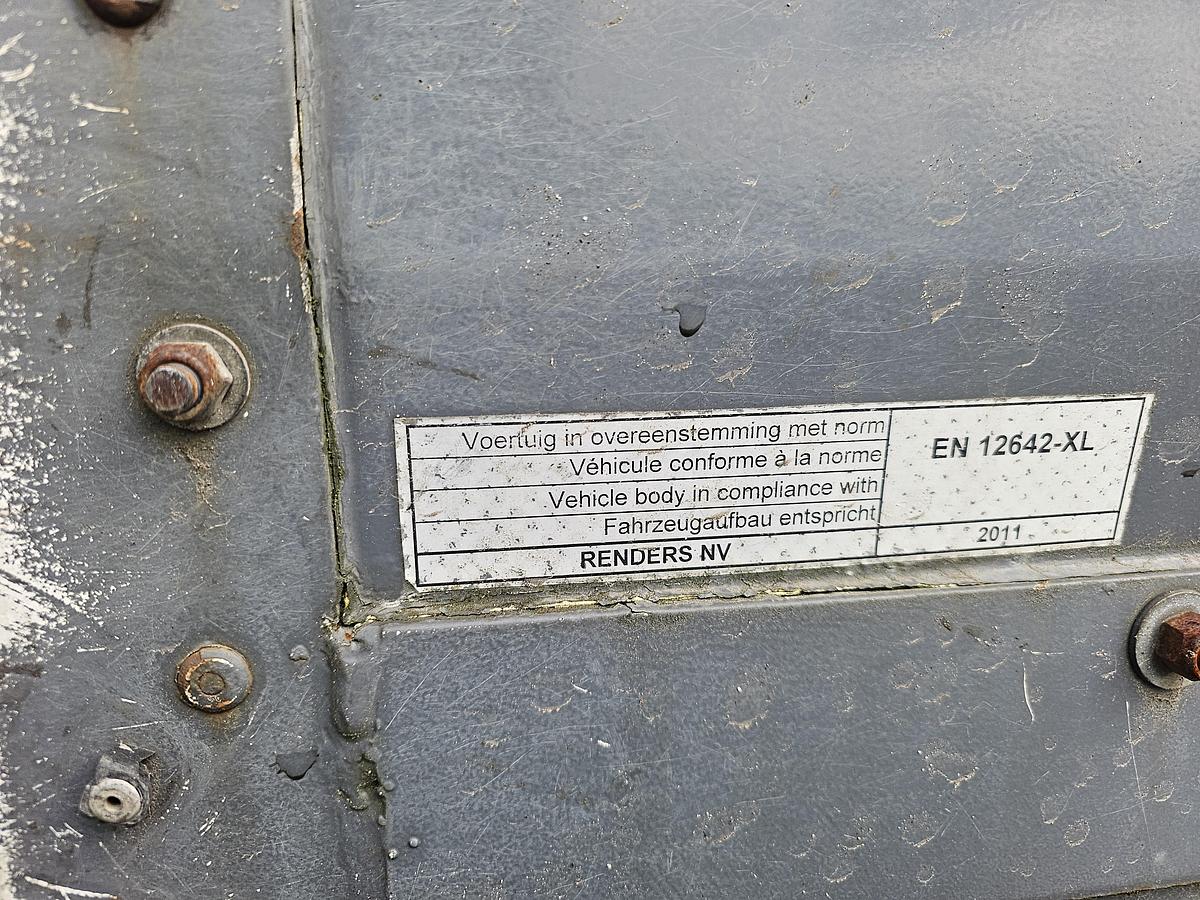 Voertuig in overeenstemming met norm
Véhicule conforme à la norme
Vehicle body in compliance with
Fahrzeugaufbau entspricht
EN 12642-XL
RENDERS NV
2011